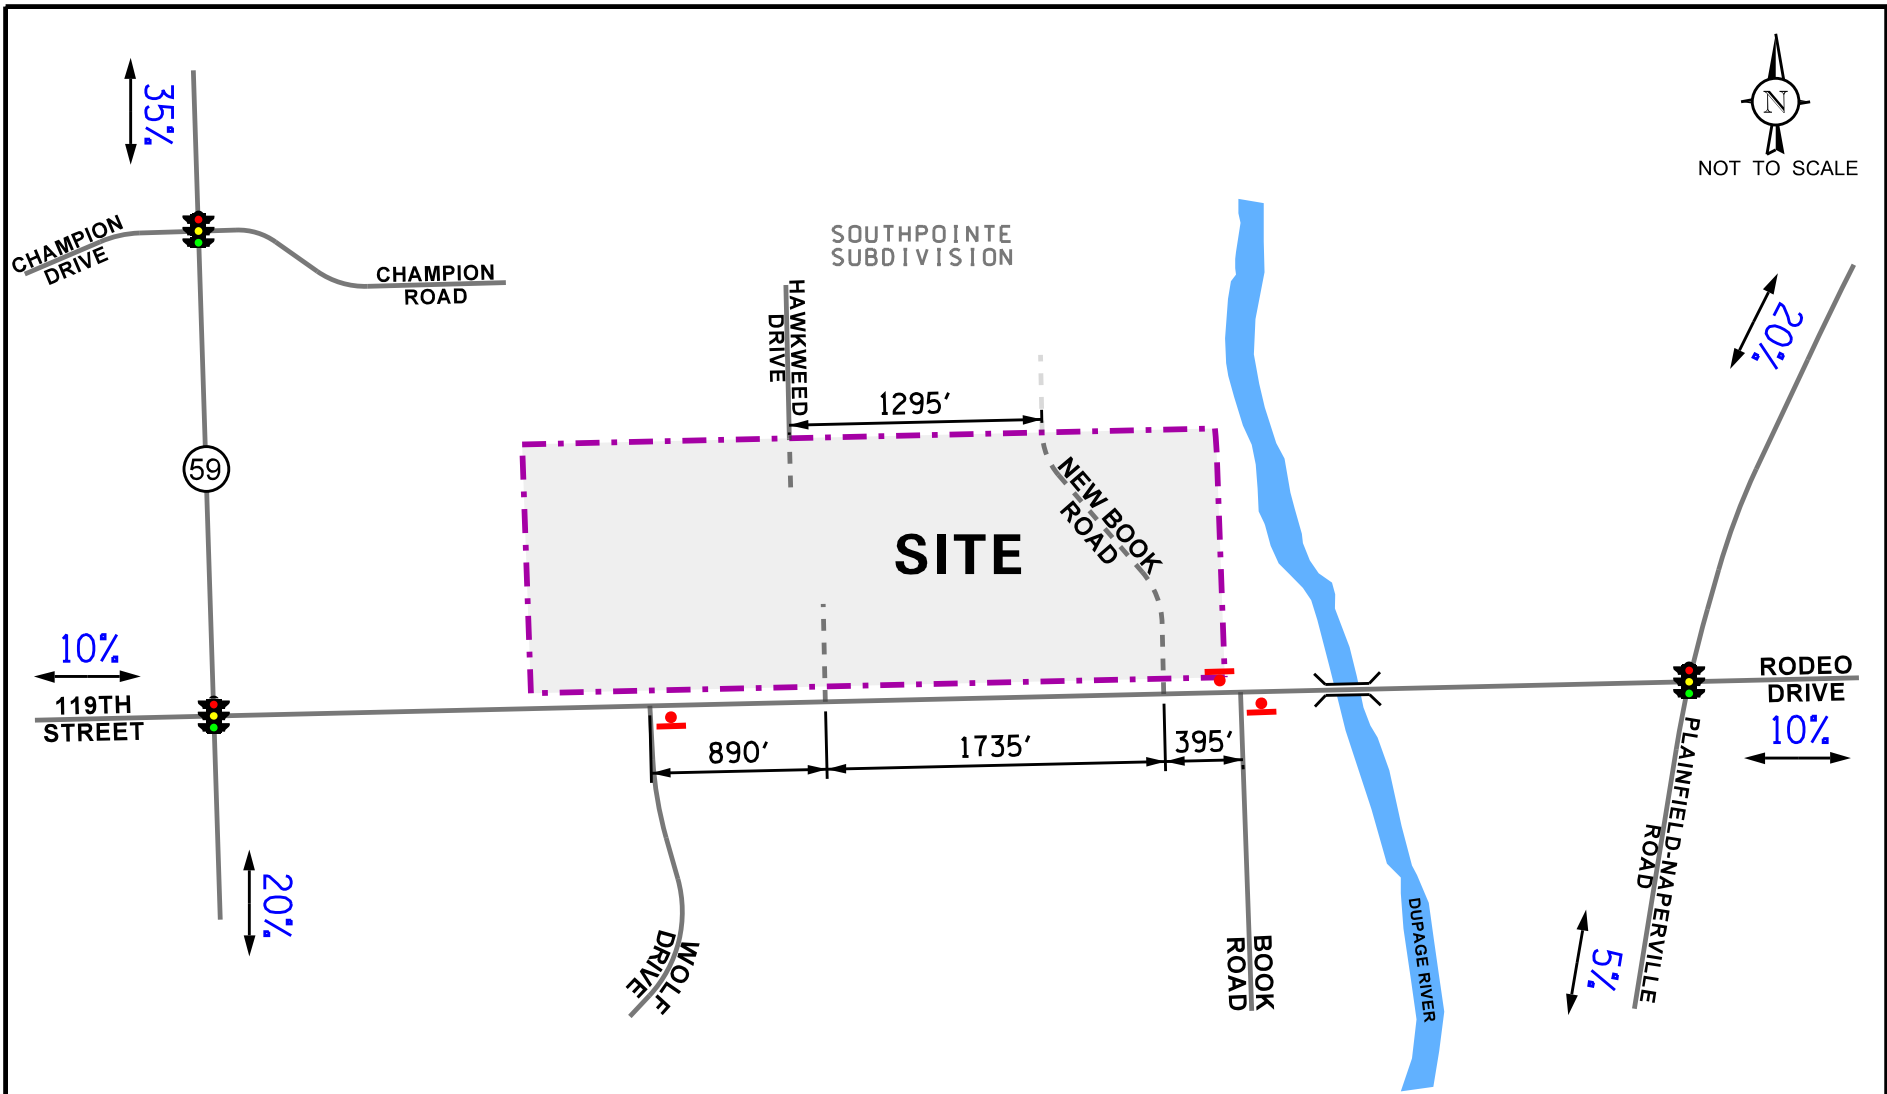 35%
N
NOT TO SCALE
CHAMPION
DRIVE
SOUTHPOINTE
SUBDIVISION
CHAMPION
ROAD
HAWKWEED
DRIVE
20%
1295'
59
NEW BOOK
ROAD
SITE
10%
119TH
STREET
RODEO
DRIVE
10%
890'
1735'
395'
PLAINFIELD-NAPERVILLE
ROAD
20%
WOLF
DRIVE
BOOK
ROAD
DUPAGE RIVER
5%